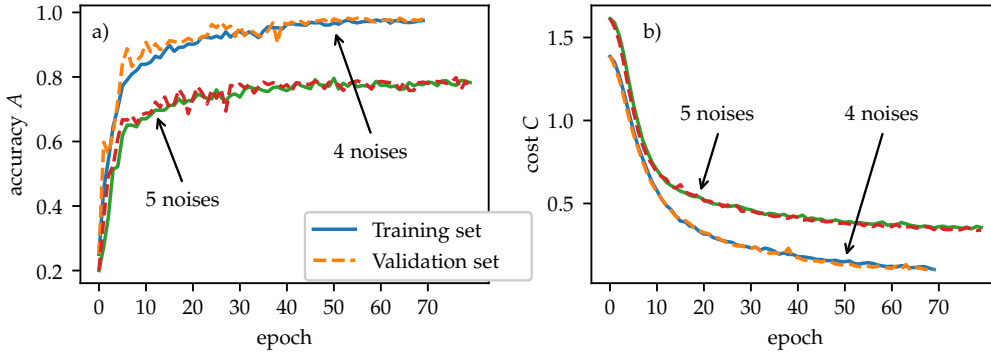 a)
1.0
0.8
0.6
0.4
0.2
accuracy A
5 noises
4 noises
Training set
Validation set
0 10 20 30 40 50 60 70
epoch
b)
1.5
1.0
0.5
cost C
5 noises
4 noises
0 10 20 30 40 50 60 70
epoch